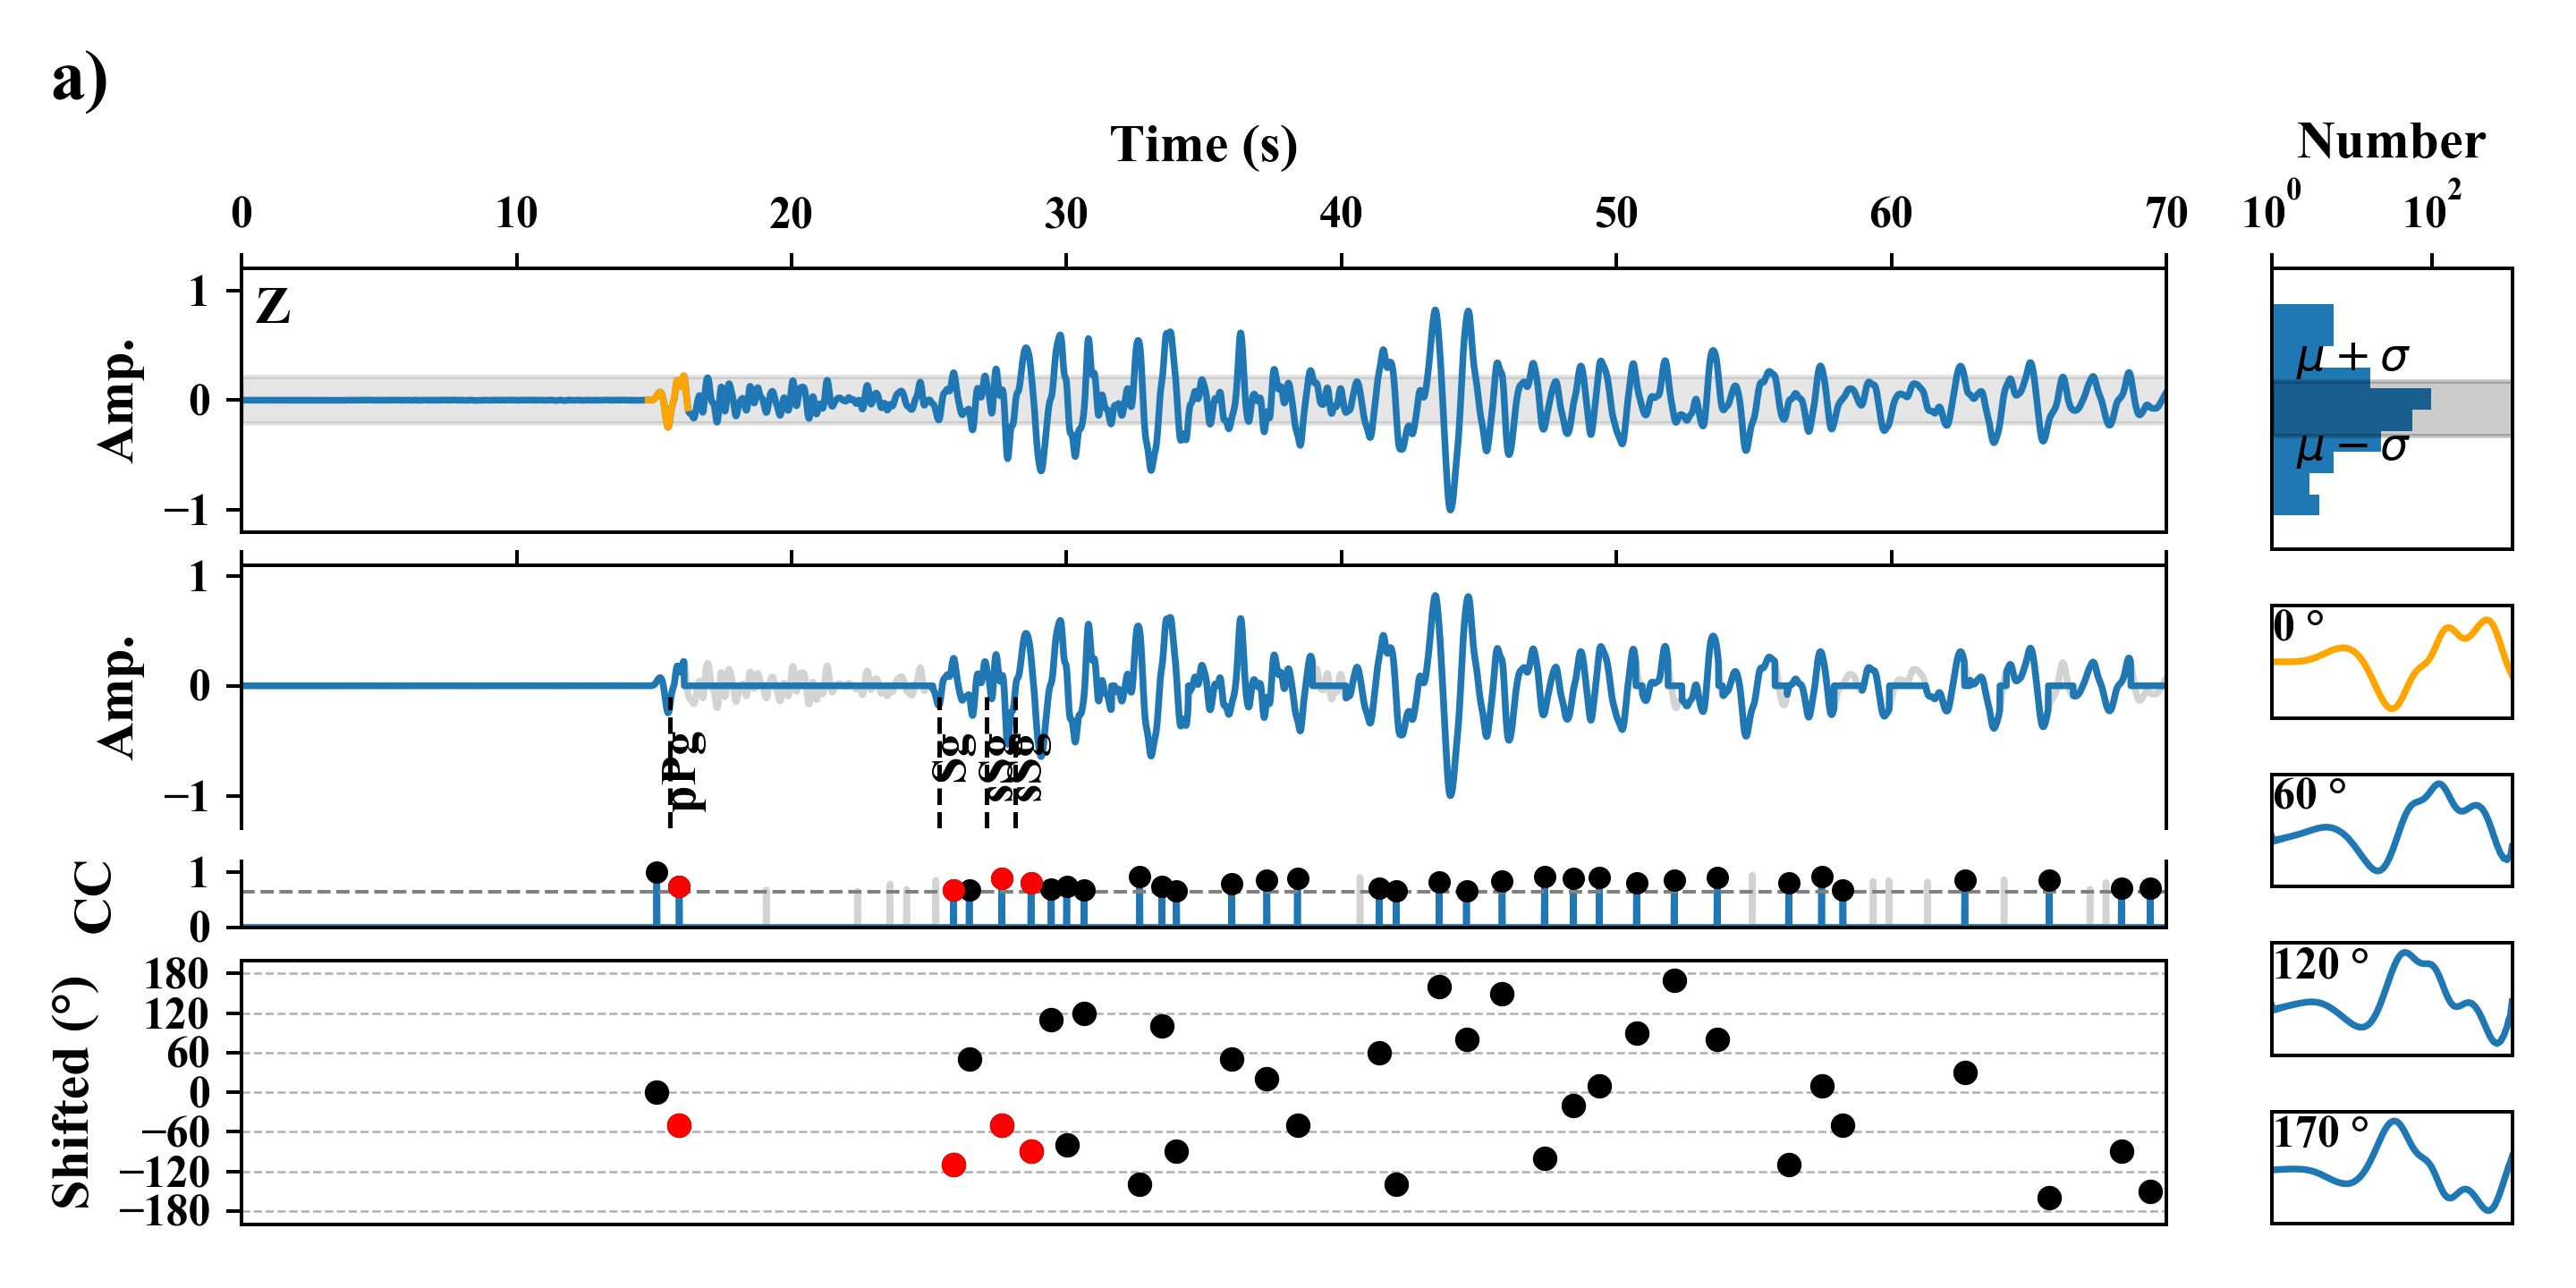 a)
Time (s)
Number
0 10 20 30 40 50 60 70
10^0 10^2
Z
Amp.
1
0
−1
μ + σ
μ − σ
Amp.
1
0
−1
pPg
Sg
sSg
sSg
0 °
60 °
120 °
170 °
CC
1
0
Shifted (°)
180
120
60
0
−60
−120
−180